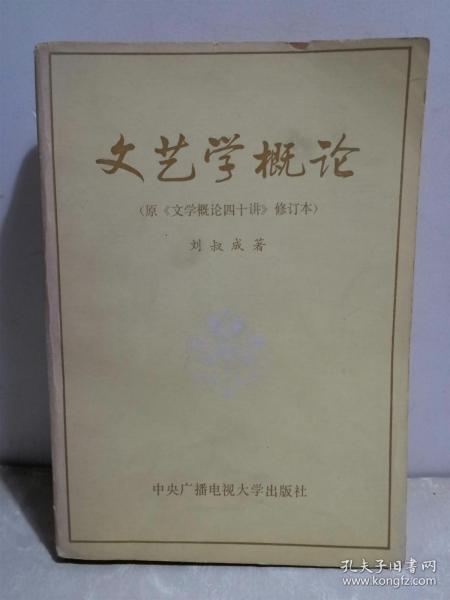 文艺学概论
（原《文学概论四十讲》修订本）
刘叔成著
中央广播电视大学出版社
孔夫子旧书网
www.kongfz.com